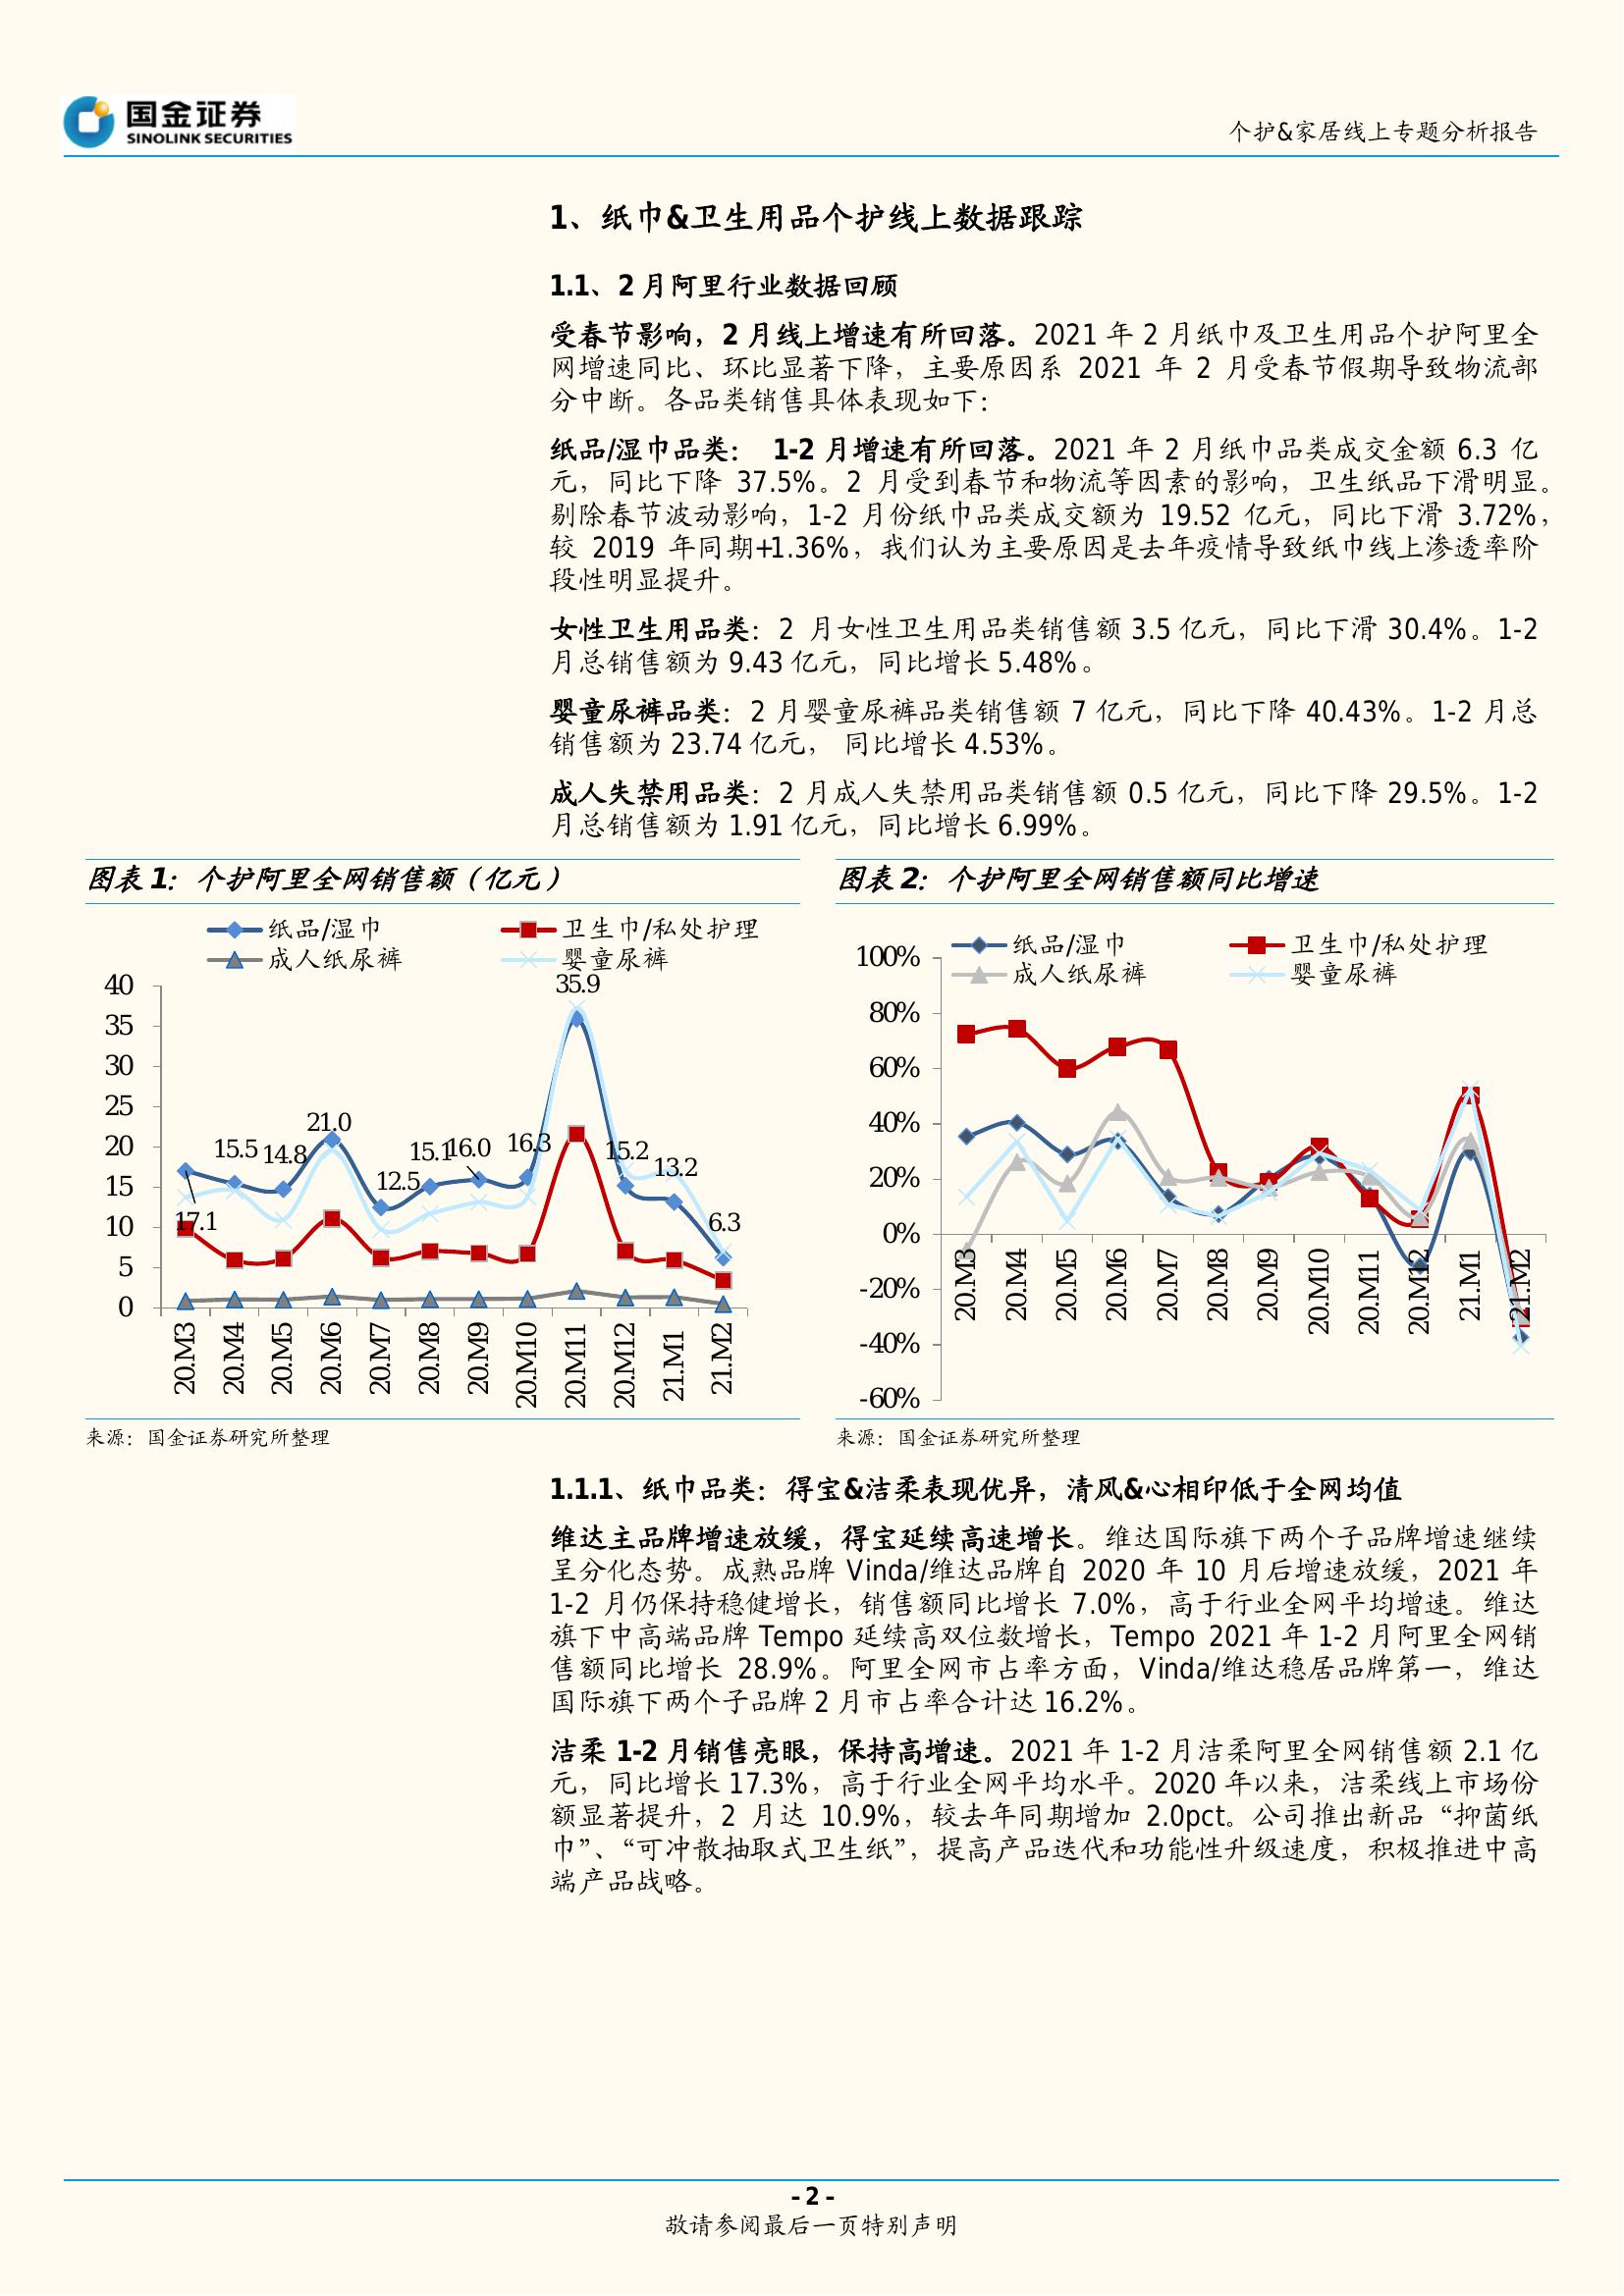 国金证券
SINOLINK SECURITIES
个护&家居线上专题分析报告
1、纸巾&卫生用品个护线上数据跟踪
1.1、2 月阿里行业数据回顾
受春节影响，2 月线上增速有所回落。2021 年 2 月纸巾及卫生用品个护阿里全
网增速同比、环比显著下降，主要原因系 2021 年 2 月受春节假期导致物流部
分中断。各品类销售具体表现如下：
纸品/湿巾品类： 1-2 月增速有所回落。2021 年 2 月纸巾品类成交金额 6.3 亿
元，同比下降 37.5%。2 月受到春节和物流等因素的影响，卫生纸品下滑明显。
剔除春节波动影响，1-2 月份纸巾品类成交额为 19.52 亿元，同比下滑 3.72%，
较 2019 年同期+1.36%，我们认为主要原因是去年疫情导致纸巾线上渗透率阶
段性明显提升。
女性卫生用品类：2 月女性卫生用品类销售额 3.5 亿元，同比下滑 30.4%。1-2
月总销售额为 9.43 亿元，同比增长 5.48%。
婴童尿裤品类：2 月婴童尿裤品类销售额 7 亿元，同比下降 40.43%。1-2 月总
销售额为 23.74 亿元， 同比增长 4.53%。
成人失禁用品类：2 月成人失禁用品类销售额 0.5 亿元，同比下降 29.5%。1-2
月总销售额为 1.91 亿元，同比增长 6.99%。
图表 1：个护阿里全网销售额（亿元）
纸品/湿巾 卫生巾/私处护理
成人纸尿裤 婴童尿裤
40
35
30
25
20
15
10
5
0
17.1
15.5
14.8
21.0
12.5
15.1
16.0
16.3
35.9
15.2
13.2
6.3
20.M3
20.M4
20.M5
20.M6
20.M7
20.M8
20.M9
20.M10
20.M11
20.M12
21.M1
21.M2
来源：国金证券研究所整理
图表 2：个护阿里全网销售额同比增速
纸品/湿巾 卫生巾/私处护理
成人纸尿裤 婴童尿裤
100%
80%
60%
40%
20%
0%
-20%
-40%
-60%
20.M3
20.M4
20.M5
20.M6
20.M7
20.M8
20.M9
20.M10
20.M11
20.M12
21.M1
21.M2
来源：国金证券研究所整理
1.1.1、纸巾品类：得宝&洁柔表现优异，清风&心相印低于全网均值
维达主品牌增速放缓，得宝延续高速增长。维达国际旗下两个子品牌增速继续
呈分化态势。成熟品牌 Vinda/维达品牌自 2020 年 10 月后增速放缓，2021 年
1-2 月仍保持稳健增长，销售额同比增长 7.0%，高于行业全网平均增速。维达
旗下中高端品牌 Tempo 延续高双位数增长，Tempo 2021 年 1-2 月阿里全网销
售额同比增长 28.9%。阿里全网市占率方面，Vinda/维达稳居品牌第一，维达
国际旗下两个子品牌 2 月市占率合计达 16.2%。
洁柔 1-2 月销售亮眼，保持高增速。2021 年 1-2 月洁柔阿里全网销售额 2.1 亿
元，同比增长 17.3%，高于行业全网平均水平。2020 年以来，洁柔线上市场份
额显著提升，2 月达 10.9%，较去年同期增加 2.0pct。公司推出新品“抑菌纸
巾”、“可冲散抽取式卫生纸”，提高产品迭代和功能性升级速度，积极推进中高
端产品战略。
- 2 -
敬请参阅最后一页特别声明